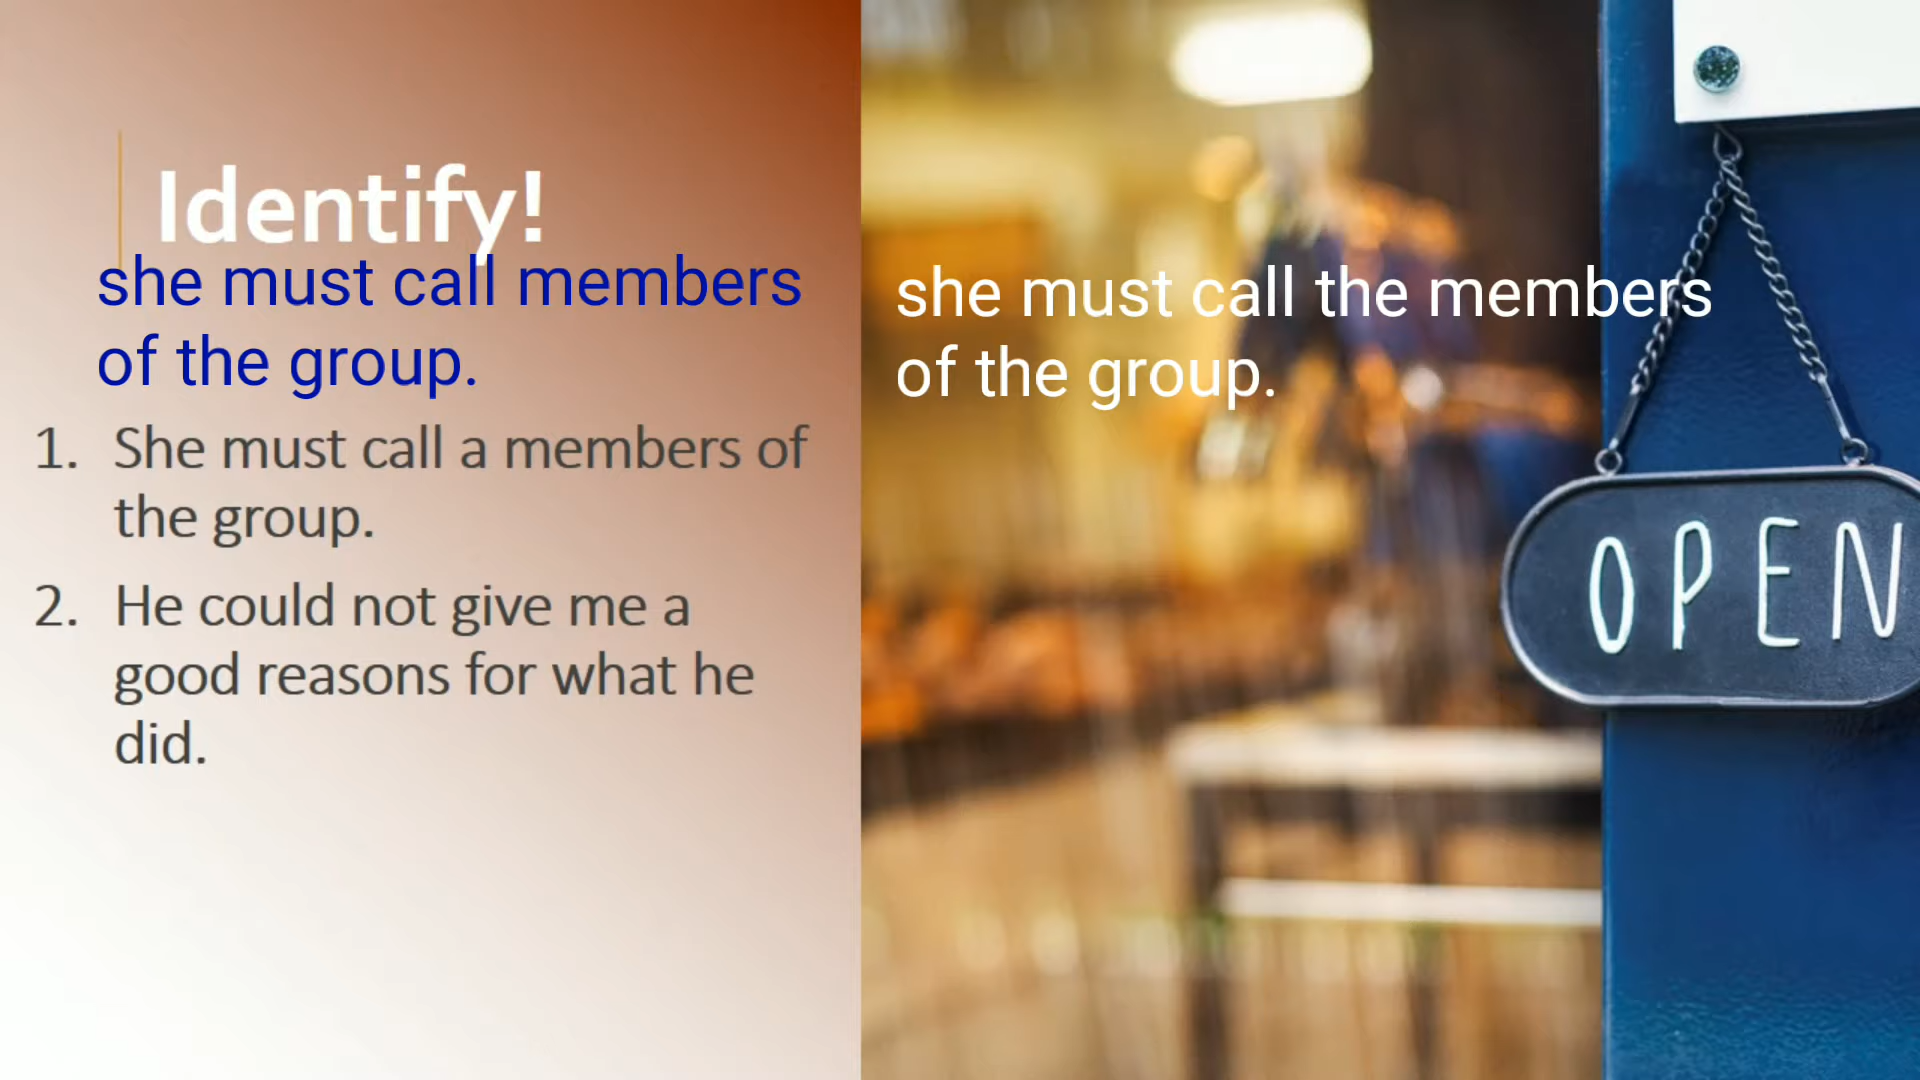 Identify!
she must call members
of the group.
1. She must call a members of
the group.
2. He could not give me a
good reasons for what he
did.
she must call the members
of the group.
OPEN